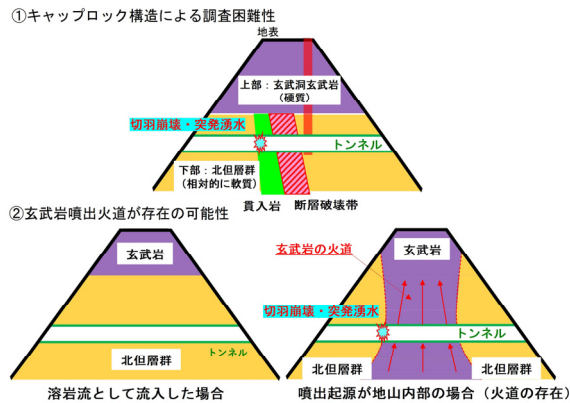 ①キャップロック構造による調査困難性
地表
上部：玄武洞玄武岩
（硬質）
切羽崩壊・突発湧水
トンネル
下部：北但層群
（相対的に軟質）
貫入岩
断層破壊帯
②玄武岩噴出火道が存在の可能性
玄武岩
北但層群
トンネル
溶岩流として流入した場合
玄武岩の火道
玄武岩
切羽崩壊・突発湧水
トンネル
北但層群
北但層群
噴出起源が地山内部の場合（火道の存在）